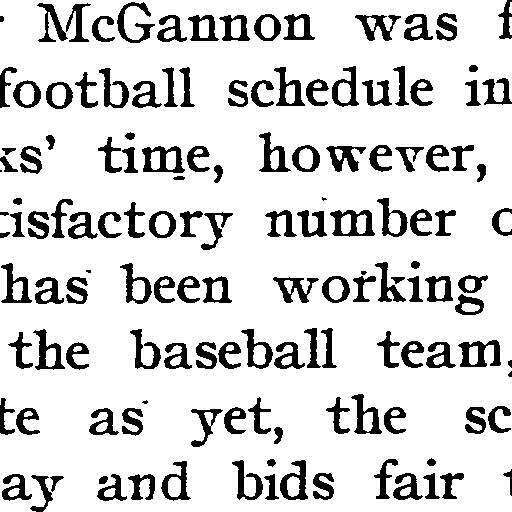 McGannon was f
football schedule in
ks' time, however,
tisfactory number o
has been working
the baseball team,
te as yet, the sc
ay and bids fair t